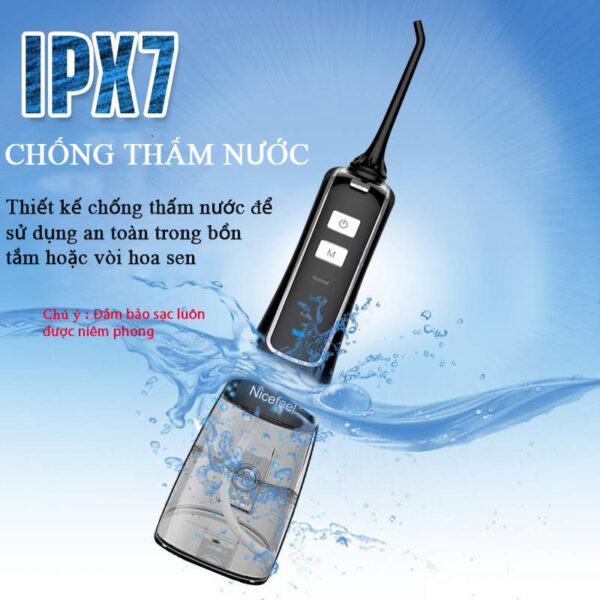 IPX7
CHỐNG THẤM NƯỚC
Thiết kế chống thấm nước để
sử dụng an toàn trong bồn
tắm hoặc vòi hoa sen
Chú ý : Đảm bảo sạc luôn
được niêm phong
M
Normal
Nicefeel